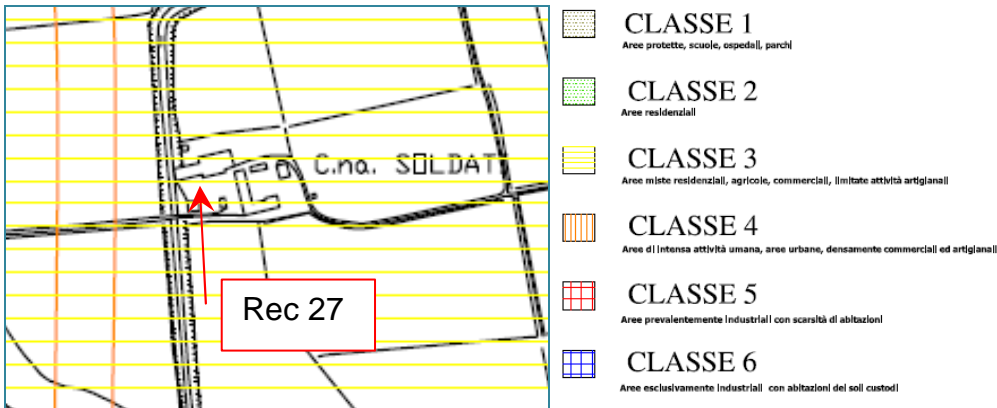 C.na. SOLDAT
Rec 27
CLASSE 1
Aree protette, scuole, ospedali, parchi
CLASSE 2
Aree residenziali
CLASSE 3
Aree miste residenziali, agricole, commerciali, limitate attività artigianali
CLASSE 4
Aree di intensa attività umana, aree urbane, densamente commerciali ed artigianali
CLASSE 5
Aree prevalentemente industriali con scarsità di abitazioni
CLASSE 6
Aree esclusivamente industriali con abitazioni dei soli custodi